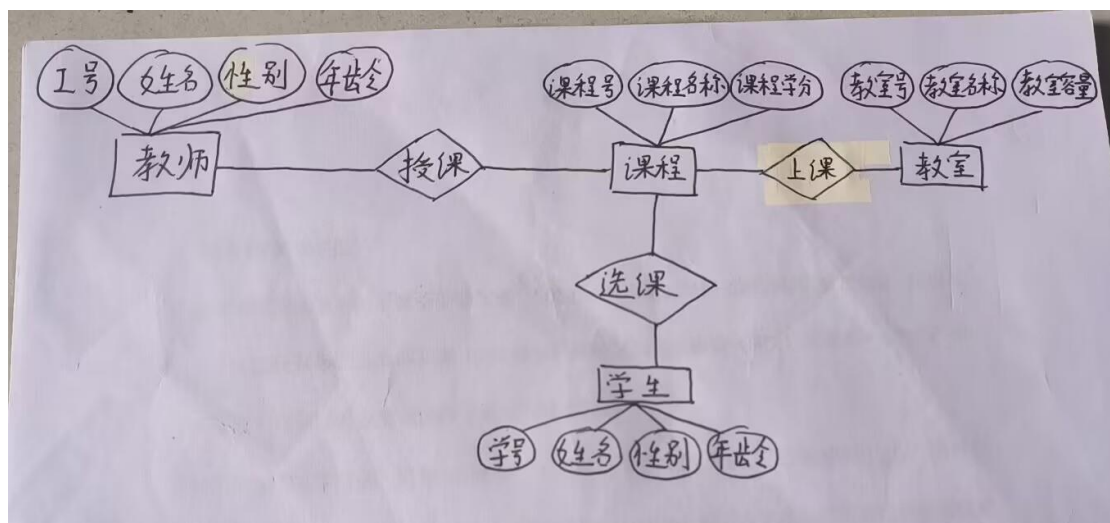 工号 姓名 性别 年龄
课程号 课程名称 课程学分 教室号 教室名称 教室容量
教师 授课 课程 上课 教室
选课
学生
学号 姓名 性别 年龄